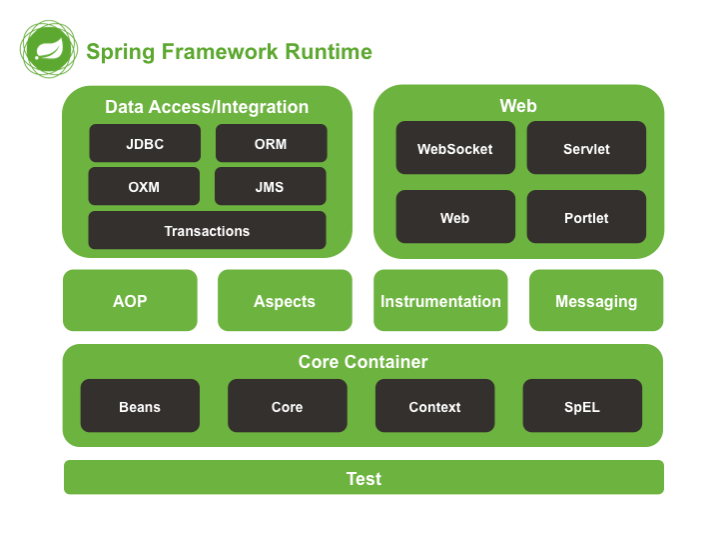 Spring Framework Runtime
Data Access/Integration
JDBC
ORM
OXM
JMS
Transactions
Web
WebSocket
Servlet
Web
Portlet
AOP
Aspects
Instrumentation
Messaging
Core Container
Beans
Core
Context
SpEL
Test